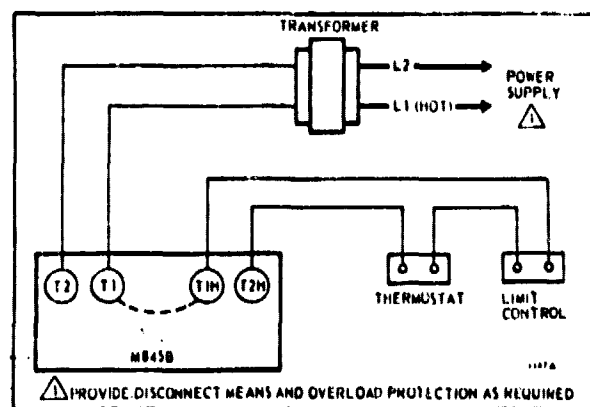 TRANSFORMER
L2
L1 (HOT)
POWER
SUPPLY
T2 T1 T1H T2H
THERMOSTAT
LIMIT
CONTROL
M845B
PROVIDE DISCONNECT MEANS AND OVERLOAD PROTECTION AS REQUIRED